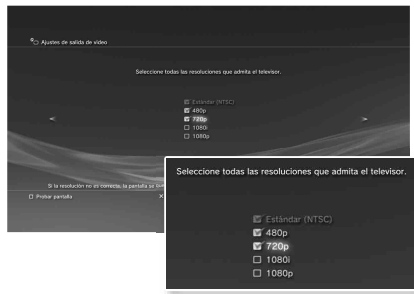 Ajustes de salida de vídeo
Seleccione todas las resoluciones que admita el televisor.
Estándar (NTSC)
480p
720p
1080i
1080p
Si la resolución no es correcta, la pantalla se
Probar pantalla
Seleccione todas las resoluciones que admita el televisor.
Estándar (NTSC)
480p
720p
1080i
1080p